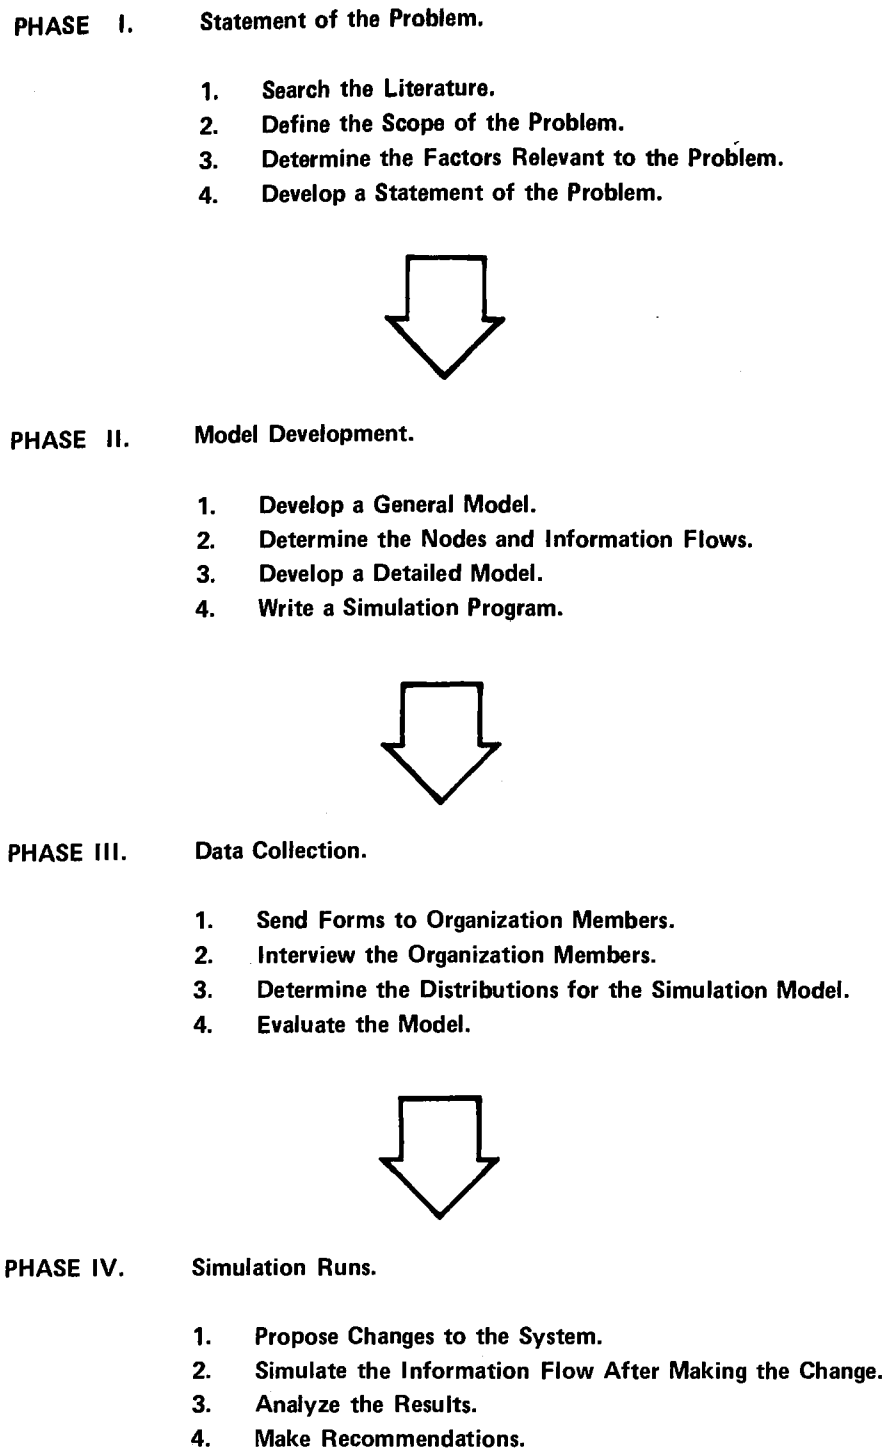 PHASE I. Statement of the Problem.
1. Search the Literature.
2. Define the Scope of the Problem.
3. Determine the Factors Relevant to the Problem.
4. Develop a Statement of the Problem.
PHASE II. Model Development.
1. Develop a General Model.
2. Determine the Nodes and Information Flows.
3. Develop a Detailed Model.
4. Write a Simulation Program.
PHASE III. Data Collection.
1. Send Forms to Organization Members.
2. Interview the Organization Members.
3. Determine the Distributions for the Simulation Model.
4. Evaluate the Model.
PHASE IV. Simulation Runs.
1. Propose Changes to the System.
2. Simulate the Information Flow After Making the Change.
3. Analyze the Results.
4. Make Recommendations.